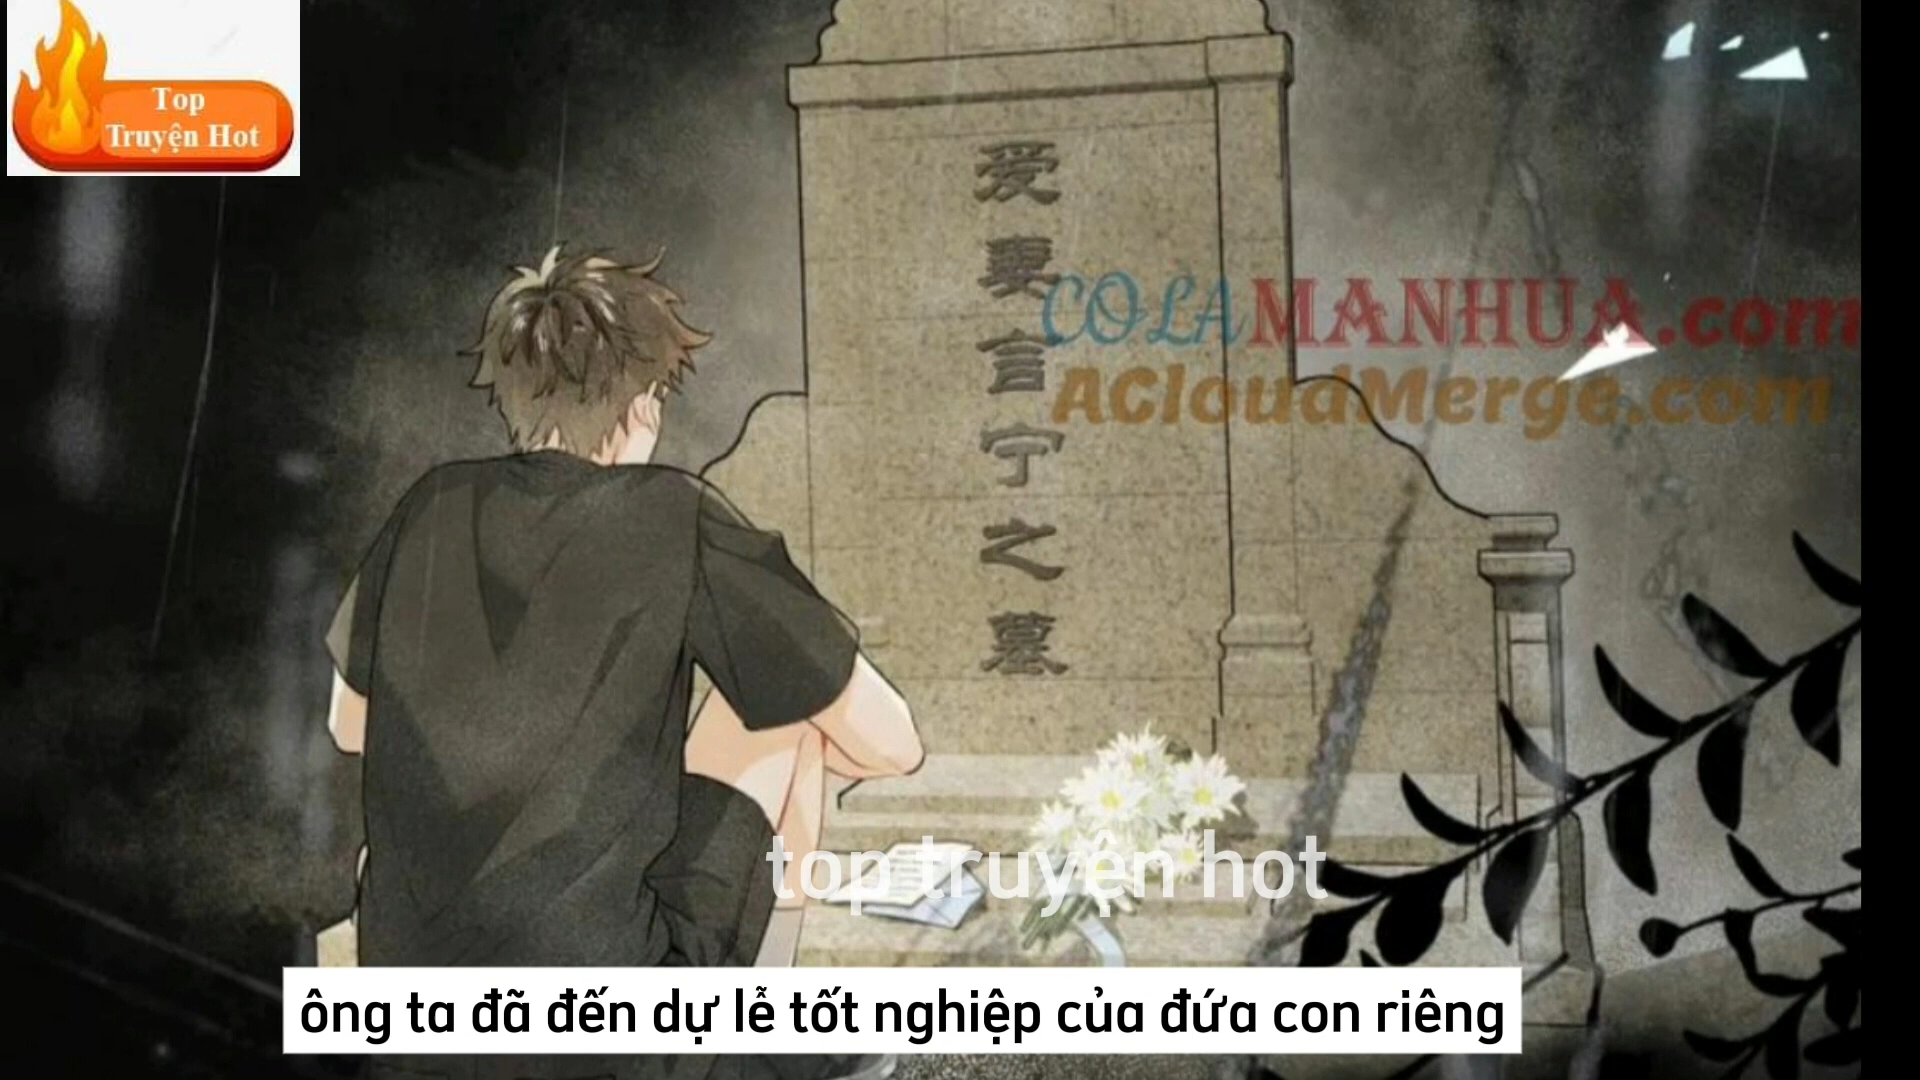 Top
Truyện Hot
爱妻言宁之墓
COLAMANHUA.com
ACloudMerge.com
top truyện hot
ông ta đã đến dự lễ tốt nghiệp của đứa con riêng